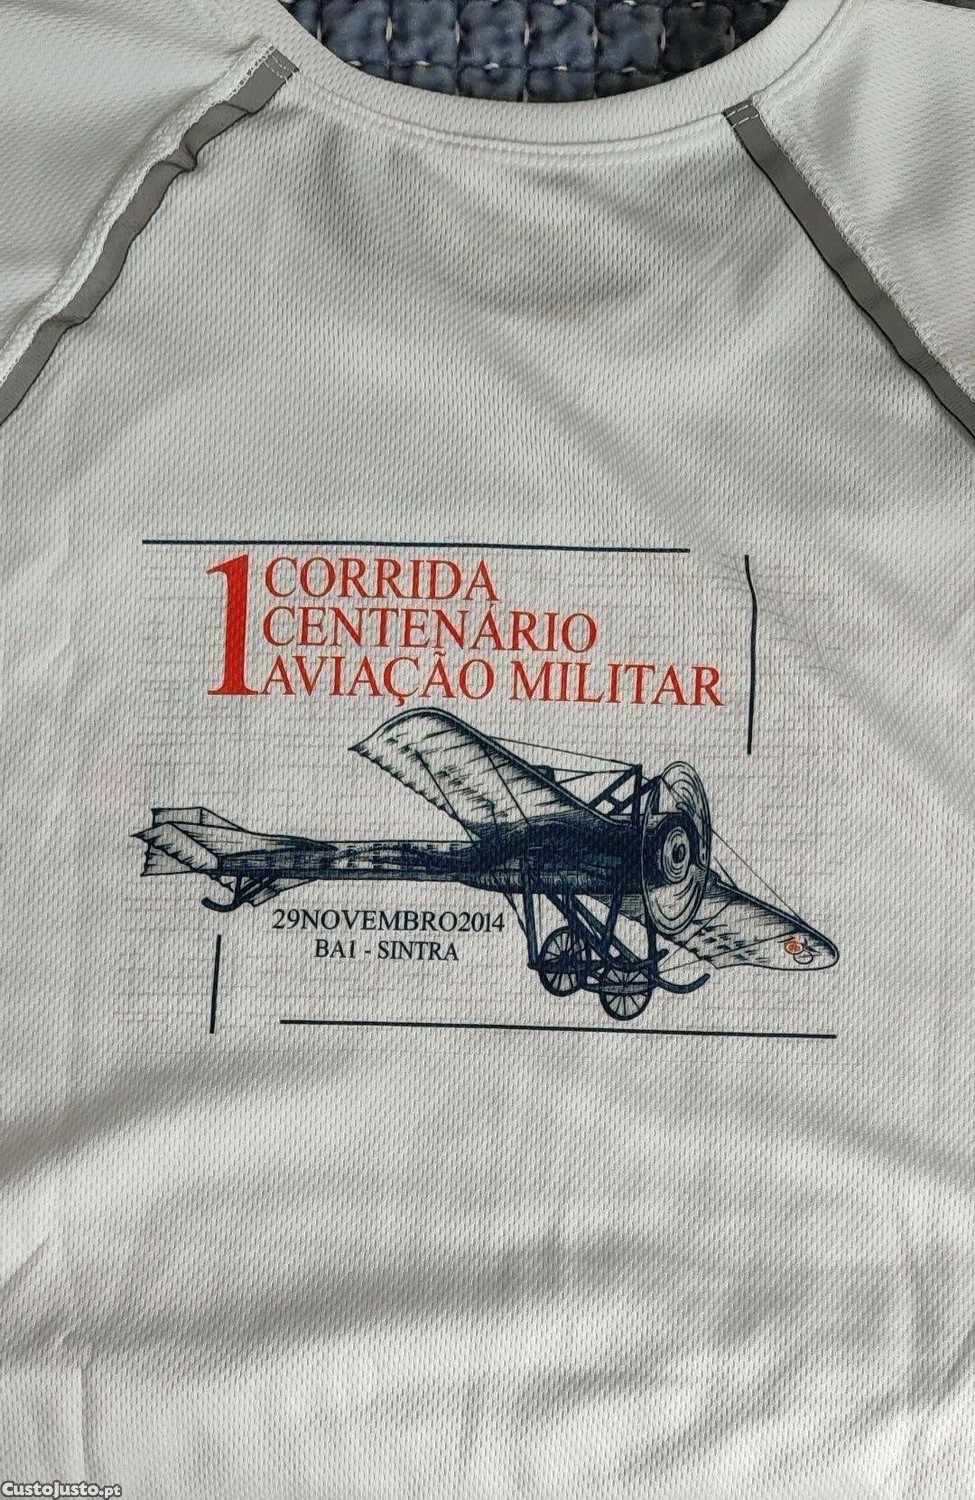 1 CORRIDA
CENTENÁRIO
AVIAÇÃO MILITAR
29NOVEMBRO2014
BA1 - SINTRA
CustoJusto.pt